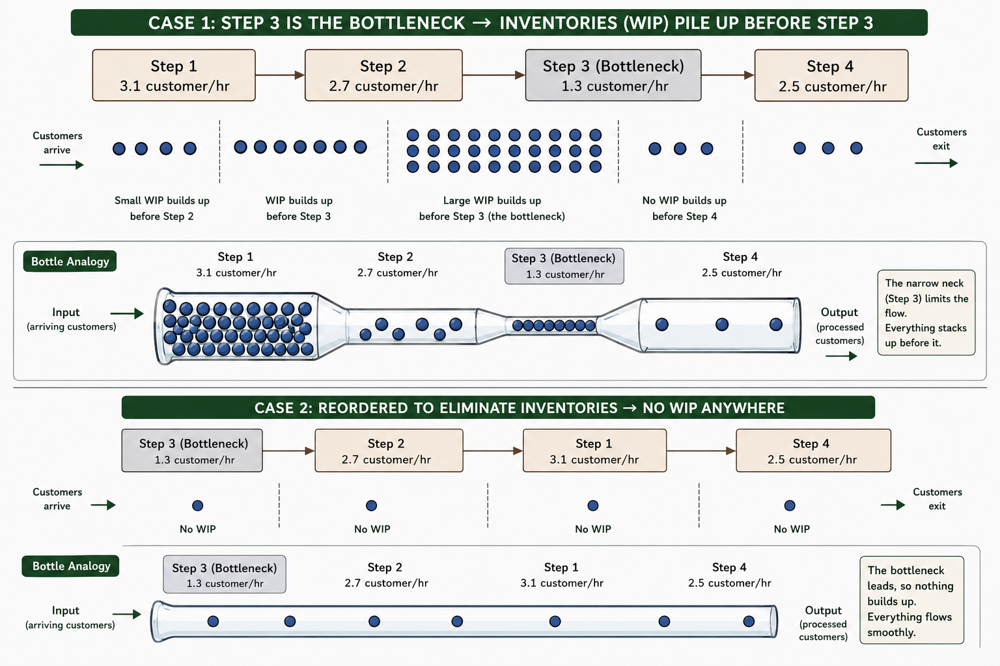 CASE 1: STEP 3 IS THE BOTTLENECK → INVENTORIES (WIP) PILE UP BEFORE STEP 3
Step 1
3.1 customer/hr
Step 2
2.7 customer/hr
Step 3 (Bottleneck)
1.3 customer/hr
Step 4
2.5 customer/hr
Customers
arrive
Customers
exit
Small WIP builds up
before Step 2
WIP builds up
before Step 3
Large WIP builds up
before Step 3 (the bottleneck)
No WIP builds up
before Step 4
Bottle Analogy
Step 1
3.1 customer/hr
Step 2
2.7 customer/hr
Step 3 (Bottleneck)
1.3 customer/hr
Step 4
2.5 customer/hr
Input
(arriving customers)
Output
(processed
customers)
The narrow neck
(Step 3) limits the
flow.
Everything stacks
up before it.
CASE 2: REORDERED TO ELIMINATE INVENTORIES → NO WIP ANYWHERE
Step 3 (Bottleneck)
1.3 customer/hr
Step 2
2.7 customer/hr
Step 1
3.1 customer/hr
Step 4
2.5 customer/hr
Customers
arrive
Customers
exit
No WIP
No WIP
No WIP
No WIP
Bottle Analogy
Step 3 (Bottleneck)
1.3 customer/hr
Step 2
2.7 customer/hr
Step 1
3.1 customer/hr
Step 4
2.5 customer/hr
Input
(arriving customers)
Output
(processed
customers)
The bottleneck
leads, so nothing
builds up.
Everything flows
smoothly.